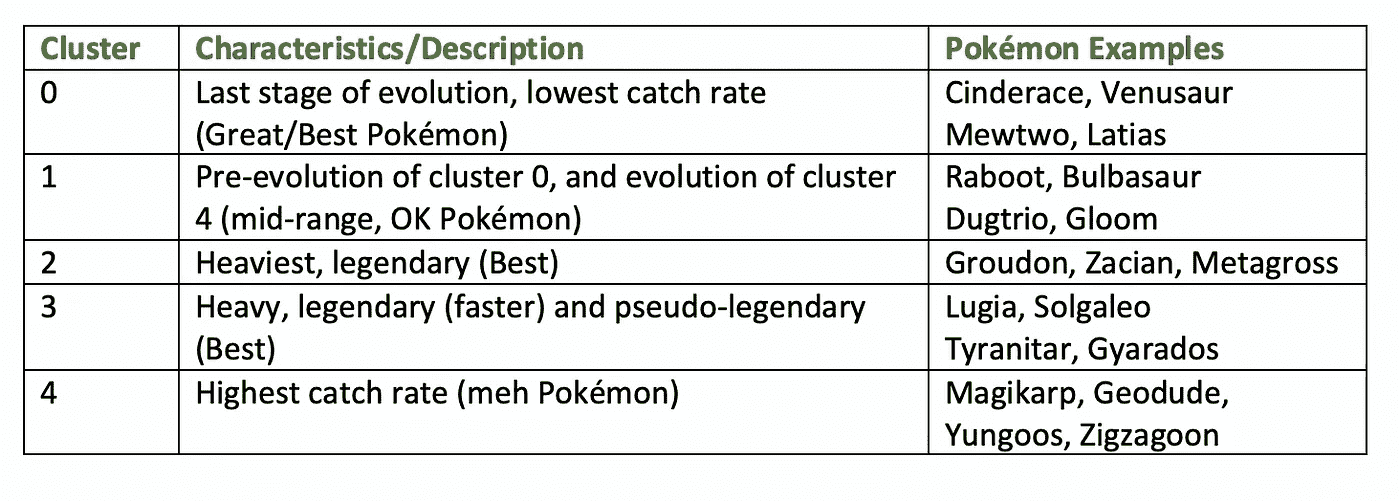 Cluster Characteristics/Description Pokémon Examples
0 Last stage of evolution, lowest catch rate Cinderace, Venusaur
(Great/Best Pokémon) Mewtwo, Latias
1 Pre-evolution of cluster 0, and evolution of cluster Raboot, Bulbasaur
4 (mid-range, OK Pokémon) Dugtrio, Gloom
2 Heaviest, legendary (Best) Groudon, Zacian, Metagross
3 Heavy, legendary (faster) and pseudo-legendary Lugia, Solgaleo
(Best) Tyranitar, Gyarados
4 Highest catch rate (meh Pokémon) Magikarp, Geodude,
Yungoos, Zigzagoon